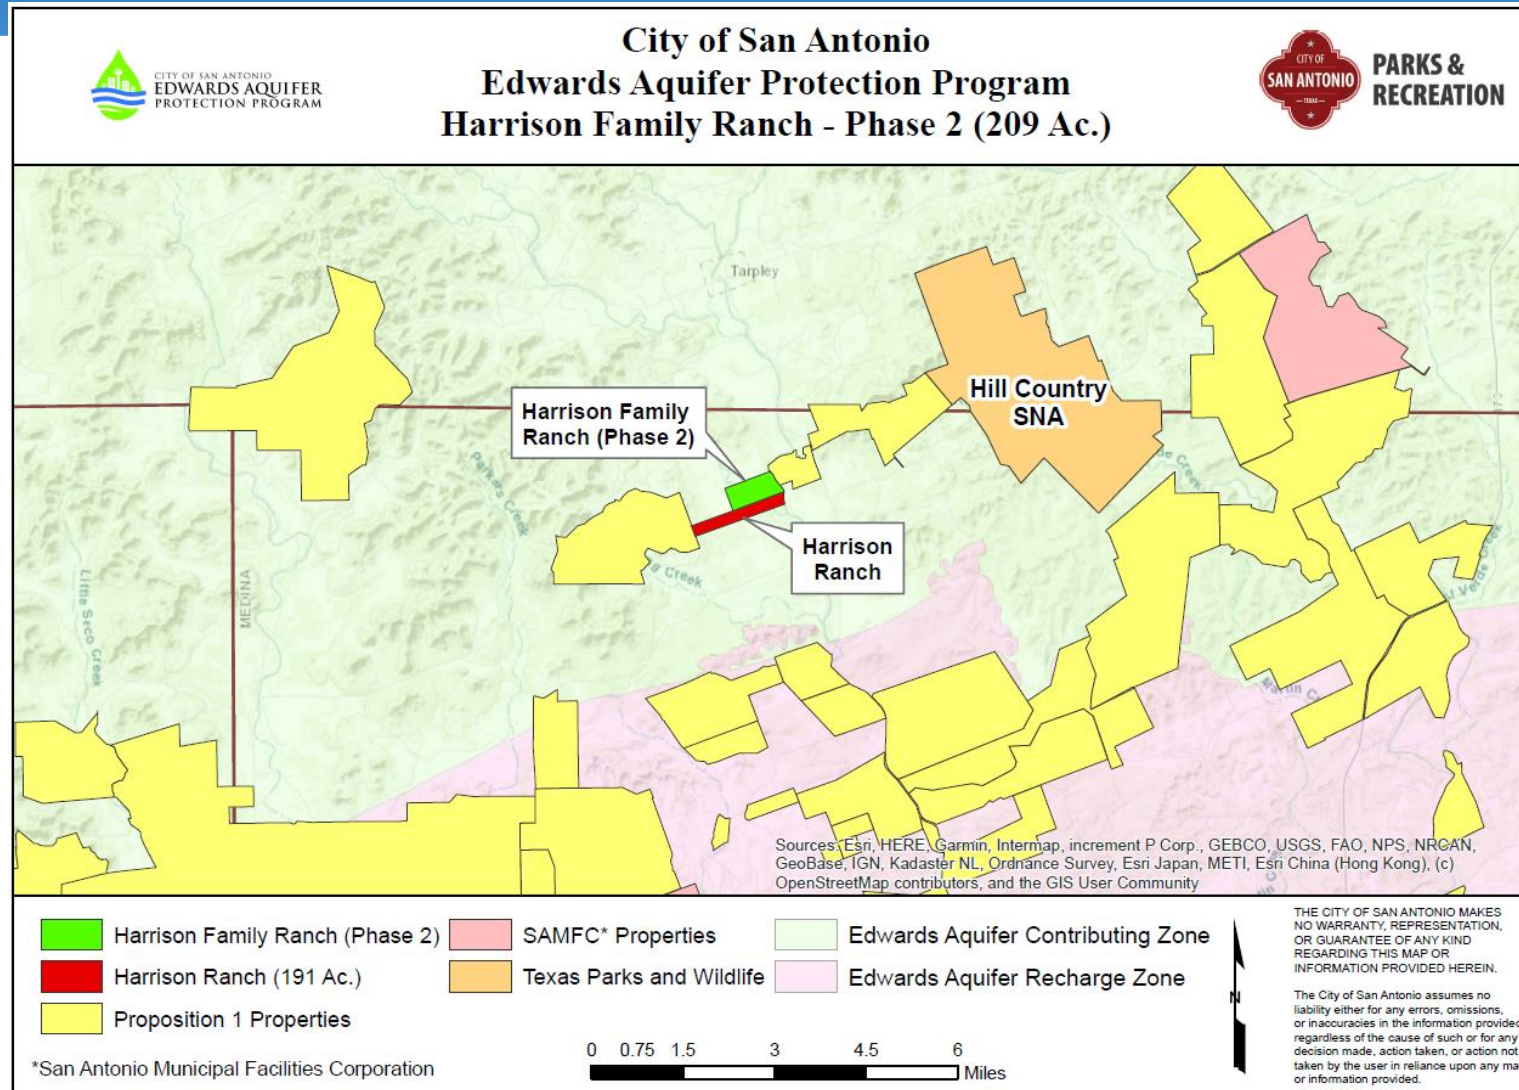 CITY OF SAN ANTONIO
EDWARDS AQUIFER
PROTECTION PROGRAM
City of San Antonio
Edwards Aquifer Protection Program
Harrison Family Ranch - Phase 2 (209 Ac.)
CITY OF
SAN ANTONIO
TEXAS
PARKS &
RECREATION
Tarpley
Hill Country
SNA
Harrison Family
Ranch (Phase 2)
Parkers Creek
Harrison
Ranch
Creek
Creek
Verde Creek
MEDINA
Little Seco Creek
173
Martin
Sources: Esri, HERE, Garmin, Intermap, increment P Corp., GEBCO, USGS, FAO, NPS, NRCAN,
GeoBase, IGN, Kadaster NL, Ordnance Survey, Esri Japan, METI, Esri China (Hong Kong), (c)
OpenStreetMap contributors, and the GIS User Community
Harrison Family Ranch (Phase 2)
Harrison Ranch (191 Ac.)
Proposition 1 Properties
*San Antonio Municipal Facilities Corporation
SAMFC* Properties
Texas Parks and Wildlife
Edwards Aquifer Contributing Zone
Edwards Aquifer Recharge Zone
0 0.75 1.5 3 4.5 6
Miles
N
THE CITY OF SAN ANTONIO MAKES
NO WARRANTY, REPRESENTATION,
OR GUARANTEE OF ANY KIND
REGARDING THIS MAP OR
INFORMATION PROVIDED HEREIN.
The City of San Antonio assumes no
liability either for any errors, omissions,
or inaccuracies in the information provided
regardless of the cause of such or for any
decision made, action taken, or action not
taken by the user in reliance upon any ma
or information provided.